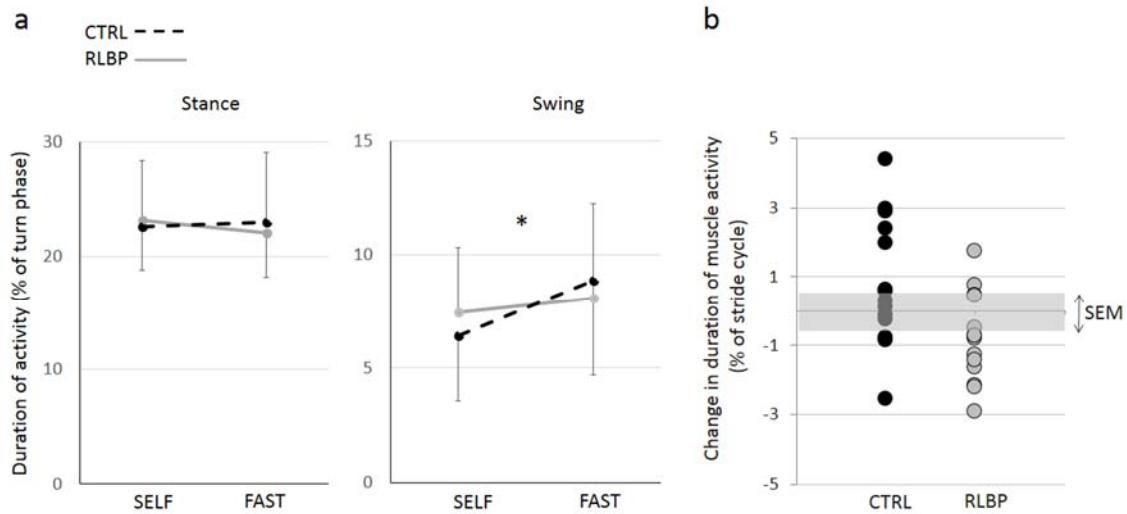 a
CTRL
RLBP
Stance
Duration of activity (% of turn phase)
30
20
10
0
SELF FAST
Swing
15
10
5
0
*
SELF FAST
b
Change in duration of muscle activity
(% of stride cycle)
5
3
1
-1
-3
-5
SEM
CTRL RLBP